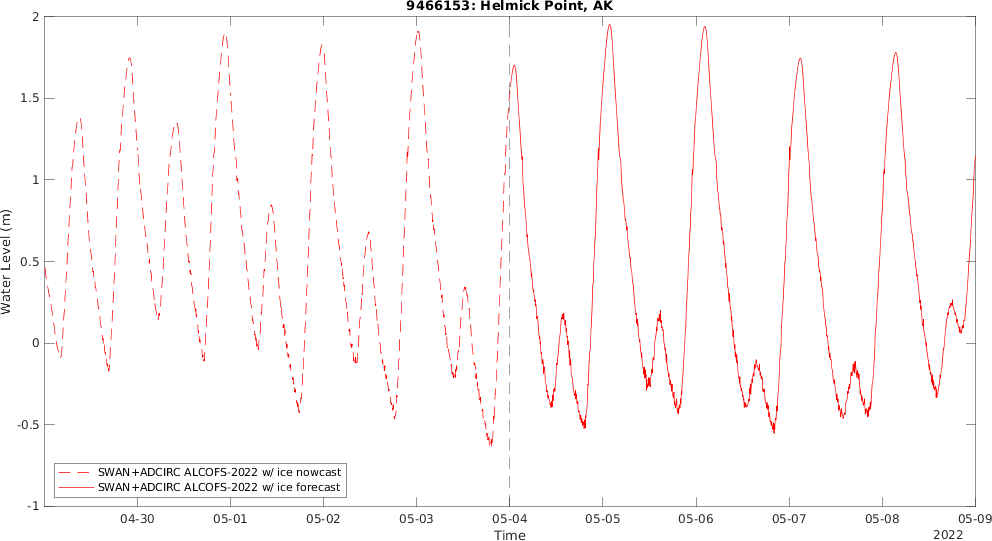 9466153: Helmick Point, AK
2
1.5
1
0.5
0
-0.5
-1
Water Level (m)
SWAN+ADCIRC ALCOFS-2022 w/ ice nowcast
SWAN+ADCIRC ALCOFS-2022 w/ ice forecast
04-30 05-01 05-02 05-03 05-04 05-05 05-06 05-07 05-08 05-09
Time
2022